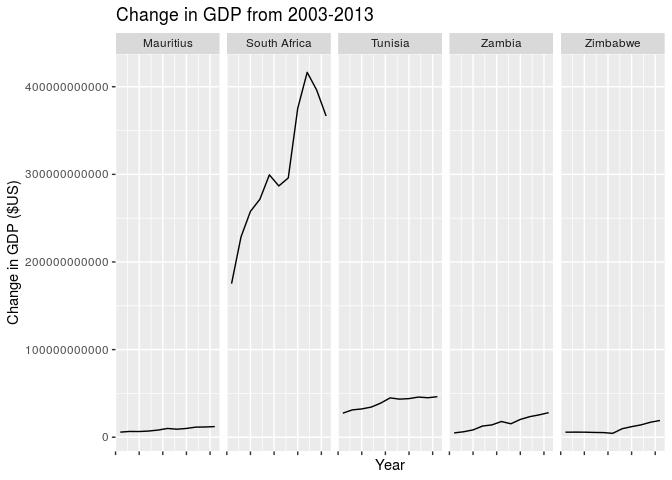 Change in GDP from 2003-2013
Mauritius
South Africa
Tunisia
Zambia
Zimbabwe
400000000000
300000000000
200000000000
100000000000
0
Change in GDP ($US)
Year